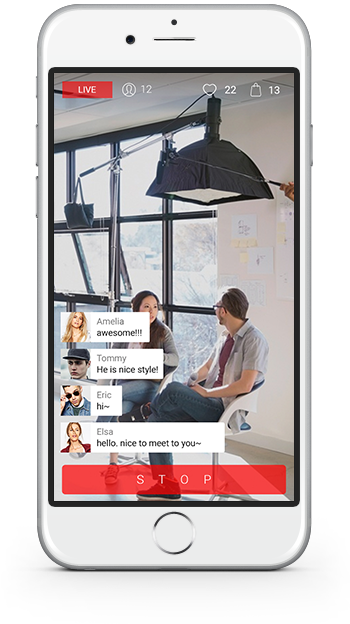 LIVE 12 22 13
Amelia
awesome!!!
Tommy
He is nice style!
Eric
hi~
Elsa
hello. nice to meet to you~
STOP